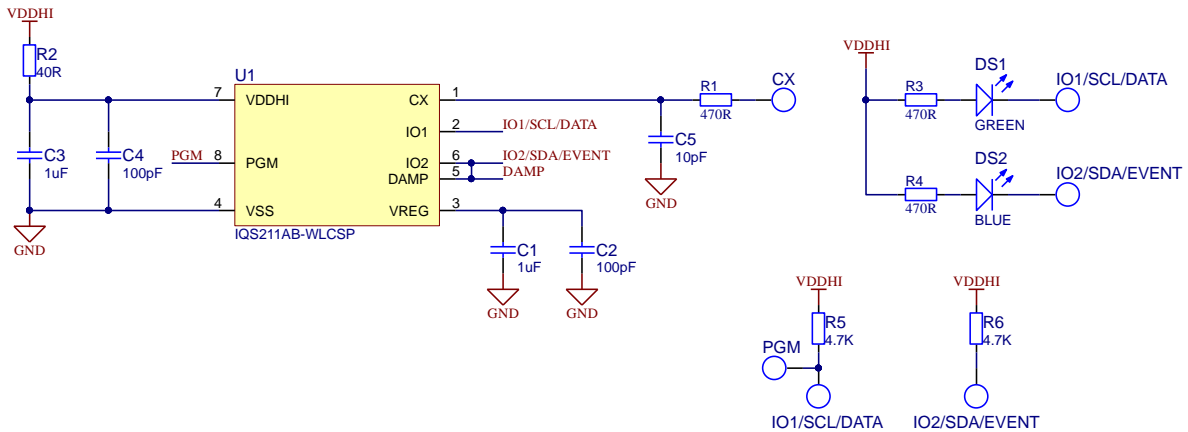 VDDHI
R2
40R
C3
1uF
C4
100pF
GND
PGM
U1
7 VDDHI
8 PGM
4 VSS
CX 1
IO1 2
IO2 6
DAMP 5
VREG 3
IQS211AB-WLCSP
IO1/SCL/DATA
IO2/SDA/EVENT
DAMP
C1
1uF
GND
C2
100pF
GND
C5
10pF
GND
R1
470R
CX
VDDHI
R3
470R
DS1
GREEN
IO1/SCL/DATA
R4
470R
DS2
BLUE
IO2/SDA/EVENT
VDDHI
R5
4.7K
PGM
IO1/SCL/DATA
VDDHI
R6
4.7K
IO2/SDA/EVENT